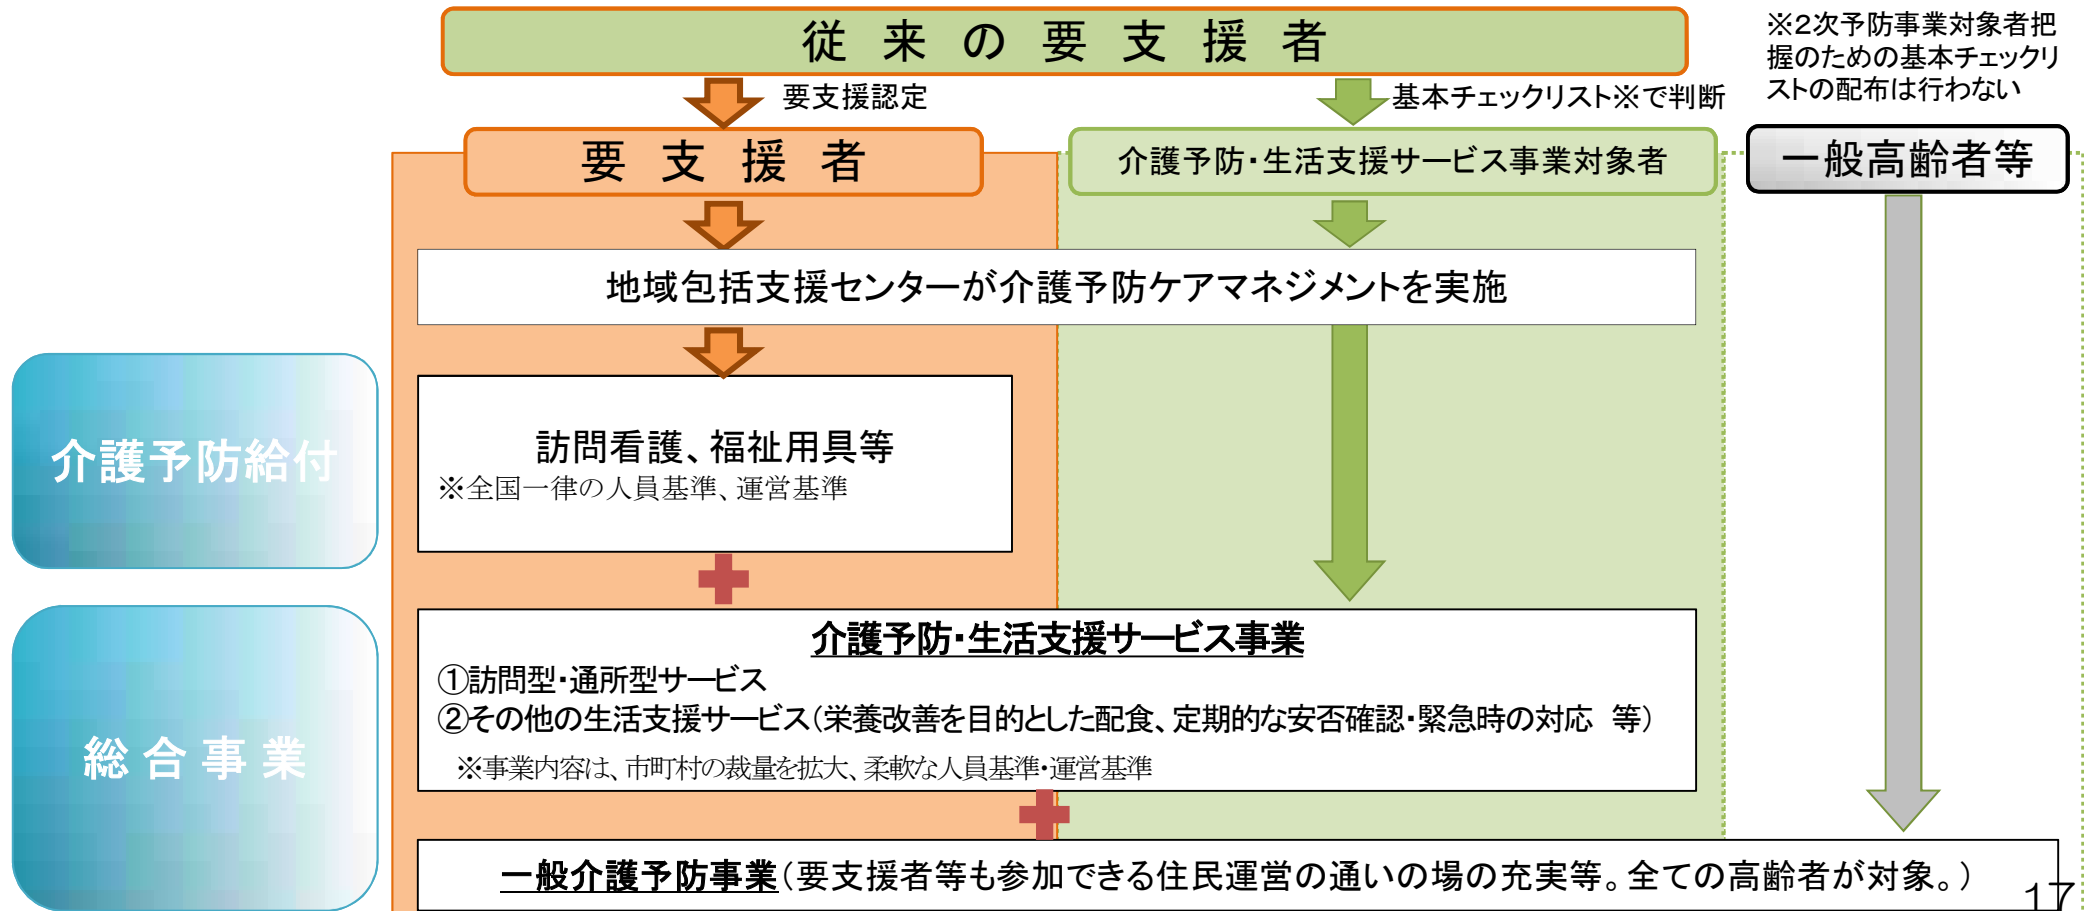 従来の要支援者
※2次予防事業対象者把
握のための基本チェックリ
ストの配布は行わない
要支援認定
基本チェックリスト※で判断
要支援者
介護予防・生活支援サービス事業対象者
一般高齢者等
地域包括支援センターが介護予防ケアマネジメントを実施
介護予防給付
訪問看護、福祉用具等
※全国一律の人員基準、運営基準
総合事業
介護予防・生活支援サービス事業
①訪問型・通所型サービス
②その他の生活支援サービス(栄養改善を目的とした配食、定期的な安否確認・緊急時の対応 等)
※事業内容は、市町村の裁量を拡大、柔軟な人員基準・運営基準
一般介護予防事業(要支援者等も参加できる住民運営の通いの場の充実等。全ての高齢者が対象。)
17